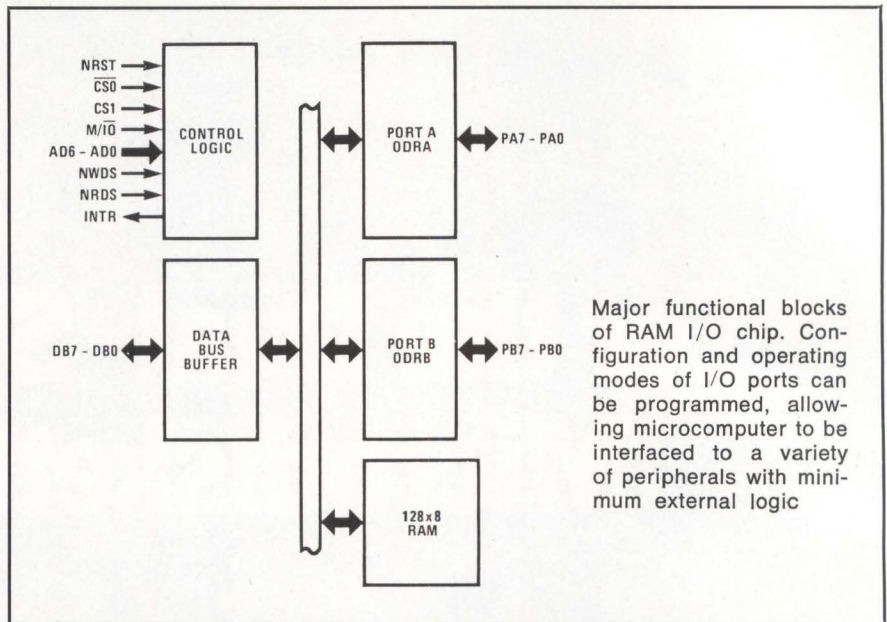 NRST
C̅S̅0̅
CS1
M/I̅O̅
AD6 - AD0
NWDS
NRDS
INTR
CONTROL
LOGIC
PORT A
ODRA
PA7 - PA0
DB7 - DB0
DATA
BUS
BUFFER
PORT B
ODRB
PB7 - PB0
128x8
RAM
Major functional blocks
of RAM I/O chip. Con-
figuration and operating
modes of I/O ports can
be programmed, allow-
ing microcomputer to be
interfaced to a variety
of peripherals with mini-
mum external logic